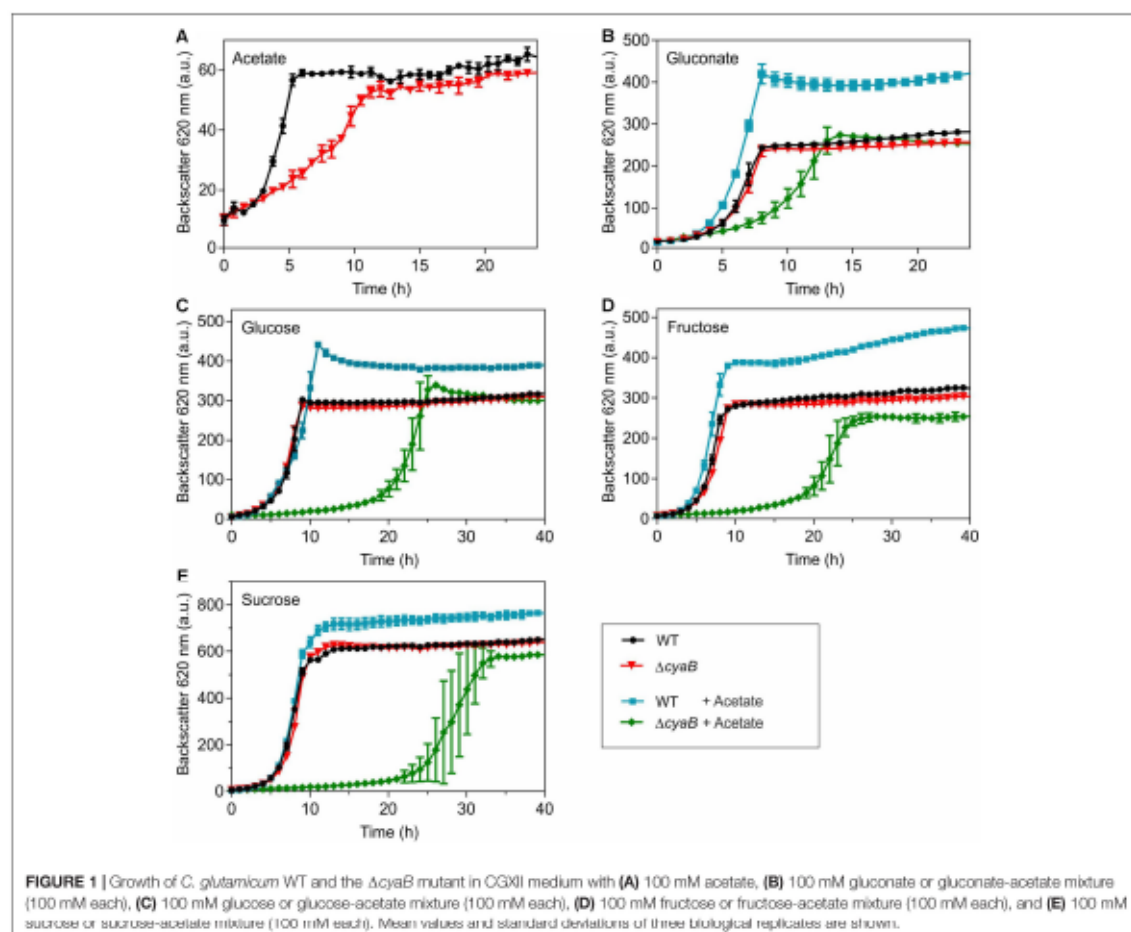 A
Acetate
Backscatter 620 nm (a.u.)
60
40
20
0
0 5 10 15 20
Time (h)
B
Gluconate
Backscatter 620 nm (a.u.)
500
400
300
200
100
0
0 5 10 15 20
Time (h)
C
Glucose
Backscatter 620 nm (a.u.)
500
400
300
200
100
0
0 10 20 30 40
Time (h)
D
Fructose
Backscatter 620 nm (a.u.)
500
400
300
200
100
0
0 10 20 30 40
Time (h)
E
Sucrose
Backscatter 620 nm (a.u.)
800
600
400
200
0
0 10 20 30 40
Time (h)
WT
ΔcyaB
WT + Acetate
ΔcyaB + Acetate
FIGURE 1 | Growth of C. glutamicum WT and the ΔcyaB mutant in CGXII medium with (A) 100 mM acetate, (B) 100 mM gluconate or gluconate-acetate mixture
(100 mM each), (C) 100 mM glucose or glucose-acetate mixture (100 mM each), (D) 100 mM fructose or fructose-acetate mixture (100 mM each), and (E) 100 mM
sucrose or sucrose-acetate mixture (100 mM each). Mean values and standard deviations of three biological replicates are shown.